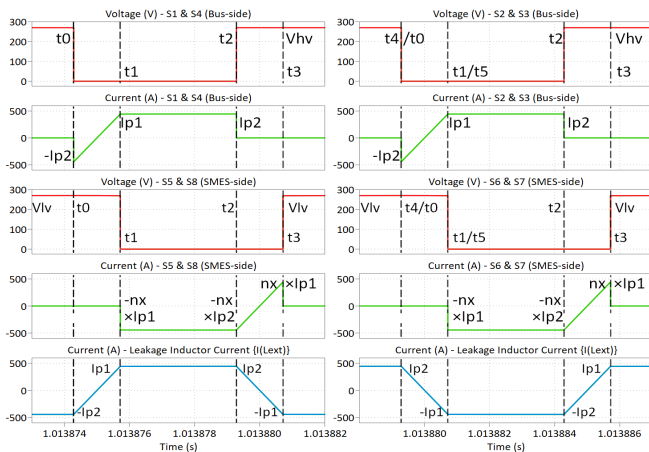 Voltage (V) - S1 & S4 (Bus-side)
300
200
100
0
t0
t1
t2
Vhv
t3
Current (A) - S1 & S4 (Bus-side)
500
0
-500
-Ip2
Ip1
Ip2
Voltage (V) - S5 & S8 (SMES-side)
300
200
100
0
Vlv
t0
t1
t2
Vlv
t3
Current (A) - S5 & S8 (SMES-side)
500
0
-500
-nx
×Ip1
-nx
×Ip2
nx
×Ip1
Current (A) - Leakage Inductor Current {I(Lext)}
500
0
-500
Ip1
Ip2
-Ip2
-Ip1
1.013874
1.013876
1.013878
1.013880
1.013882
Time (s)
Voltage (V) - S2 & S3 (Bus-side)
300
200
100
0
t4/t0
t1/t5
t2
Vhv
t3
Current (A) - S2 & S3 (Bus-side)
500
0
-500
-Ip2
Ip1
Ip2
Voltage (V) - S6 & S7 (SMES-side)
300
200
100
0
Vlv
t4/t0
t1/t5
t2
Vlv
t3
Current (A) - S6 & S7 (SMES-side)
500
0
-500
-nx
×Ip1
-nx
×Ip2
nx
×Ip1
Current (A) - Leakage Inductor Current {I(Lext)}
500
0
-500
Ip2
Ip1
-Ip1
-Ip2
1.013880
1.013882
1.013884
1.013886
Time (s)